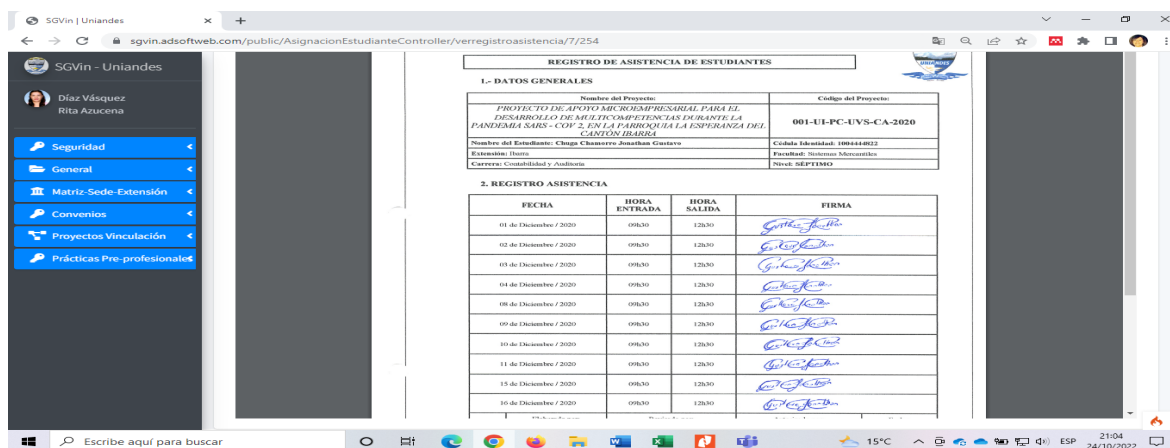 SGVin | Uniandes
sgvin.adsoftweb.com/public/AsignacionEstudianteController/verregistroasistencia/7/254
SGVin - Uniandes
Díaz Vásquez
Rita Azucena
Seguridad
General
Matriz-Sede-Extensión
Convenios
Proyectos Vinculación
Prácticas Pre-profesionales
REGISTRO DE ASISTENCIA DE ESTUDIANTES
UNIANDES
1.- DATOS GENERALES
Nombre del Proyecto: Código del Proyecto:
PROYECTO DE APOYO MICROEMPRESARIAL PARA EL
DESARROLLO DE MULTICOMPETENCIAS DURANTE LA
PANDEMIA SARS - COV 2, EN LA PARROQUIA LA ESPERANZA DEL
CANTÓN IBARRA
001-UI-PC-UVS-CA-2020
Nombre del Estudiante: Chuga Chamorro Jonathan Gustavo Cédula Identidad: 1004444822
Extensión: Ibarra Facultad: Sistemas Mercantiles
Carrera: Contabilidad y Auditoría Nivel: SÉPTIMO
2. REGISTRO ASISTENCIA
FECHA HORA ENTRADA HORA SALIDA FIRMA
01 de Diciembre / 2020 09h30 12h30
02 de Diciembre / 2020 09h30 12h30
03 de Diciembre / 2020 09h30 12h30
04 de Diciembre / 2020 09h30 12h30
08 de Diciembre / 2020 09h30 12h30
09 de Diciembre / 2020 09h30 12h30
10 de Diciembre / 2020 09h30 12h30
11 de Diciembre / 2020 09h30 12h30
15 de Diciembre / 2020 09h30 12h30
16 de Diciembre / 2020 09h30 12h30
Escribe aquí para buscar
15°C
ESP
21:04
24/10/2022